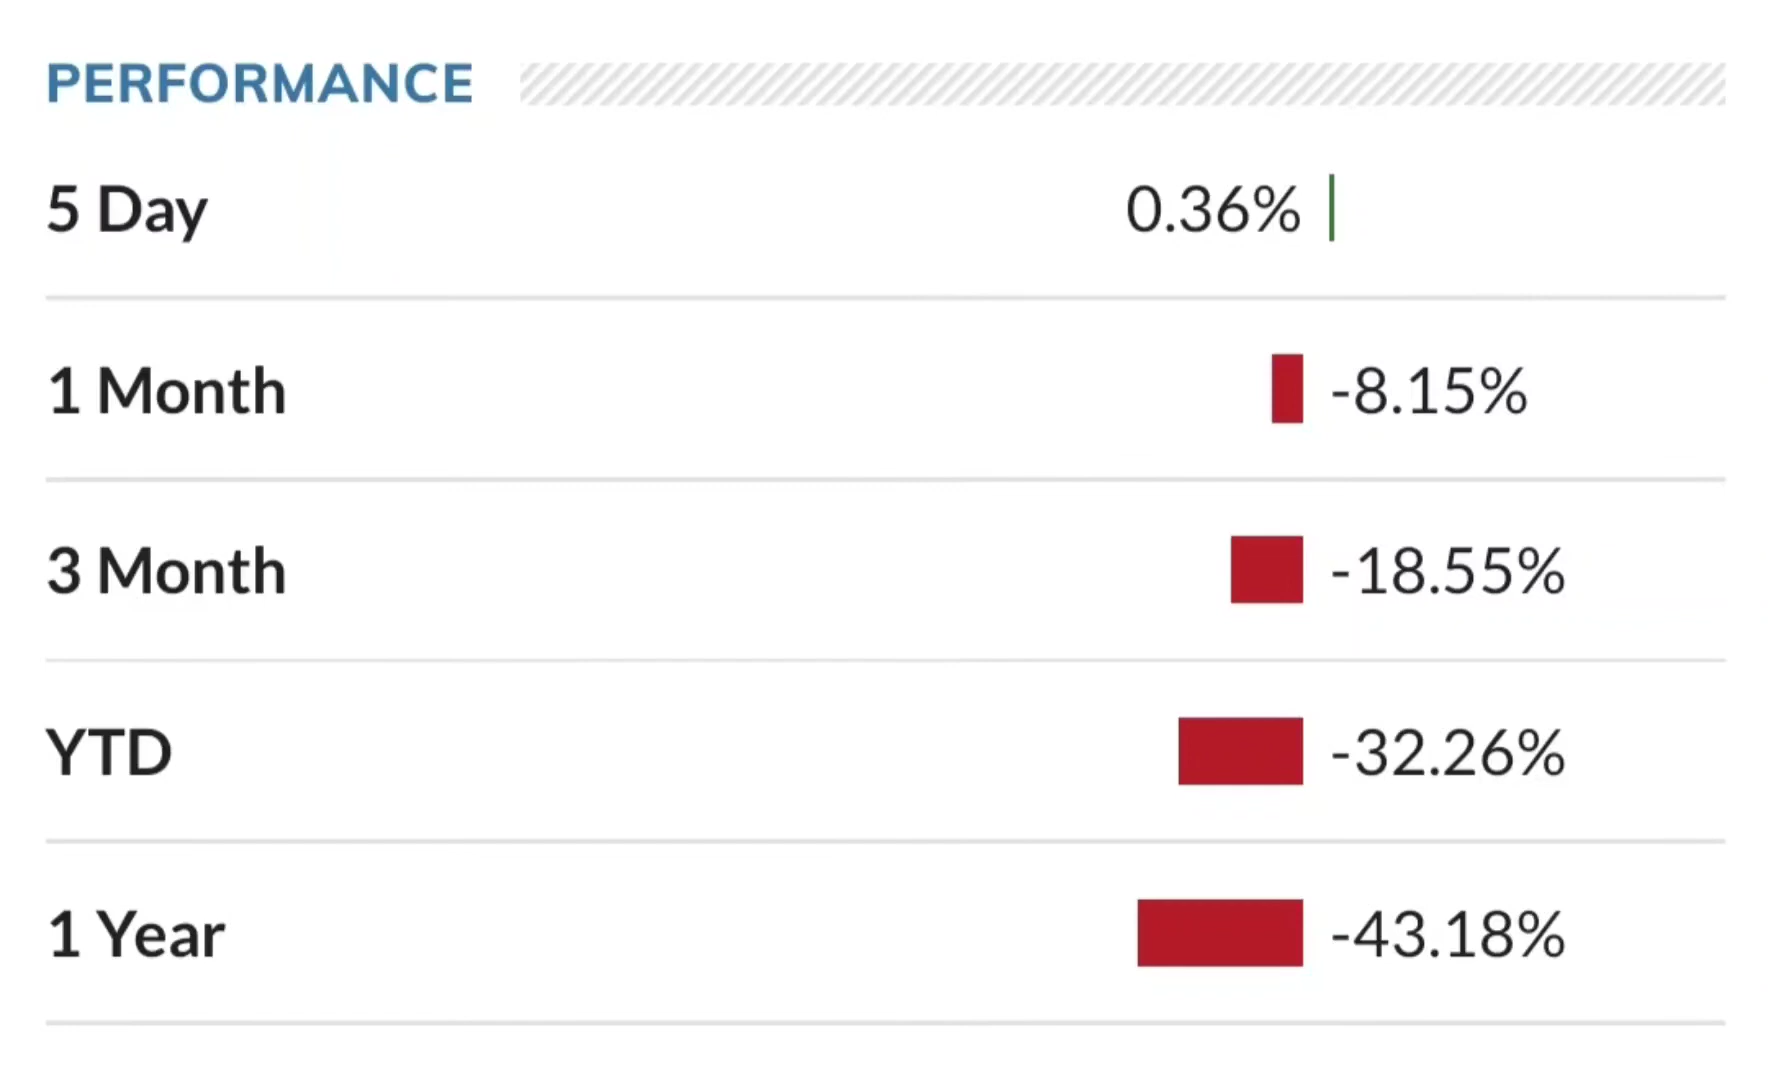 PERFORMANCE
5 Day 0.36%
1 Month -8.15%
3 Month -18.55%
YTD -32.26%
1 Year -43.18%